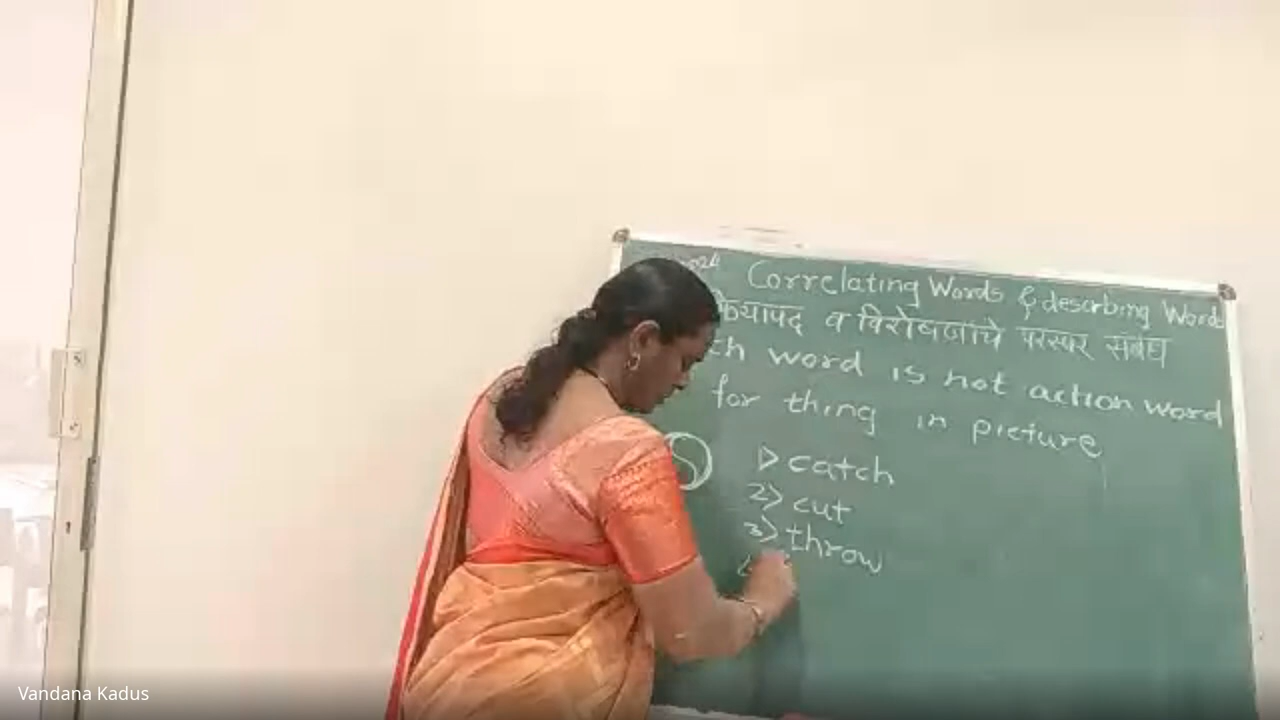 2024 Correlating Words & describing Words
क्रियापद व विशेषणांचे परस्पर संबंध
word is not action word
for thing in picture
1) catch
2) cut
3) throw
Vandana Kadus